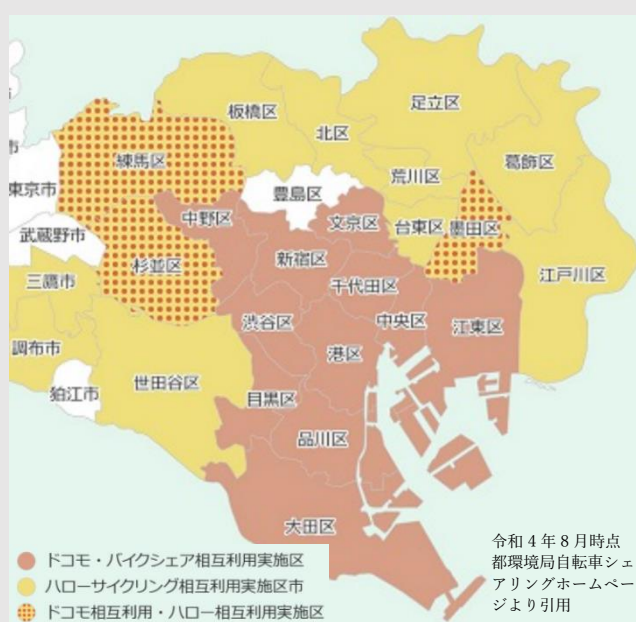 足立区
板橋区
北区
葛飾区
練馬区
荒川区
東京市
豊島区
中野区
文京区
台東区
墨田区
武蔵野市
杉並区
新宿区
千代田区
江戸川区
三鷹市
渋谷区
中央区
江東区
港区
調布市
世田谷区
狛江市
目黒区
品川区
大田区
ドコモ・バイクシェア相互利用実施区
ハローサイクリング相互利用実施区市
ドコモ相互利用・ハロー相互利用実施区
令和4年8月時点
都環境局自転車シェ
アリングホームペー
ジより引用